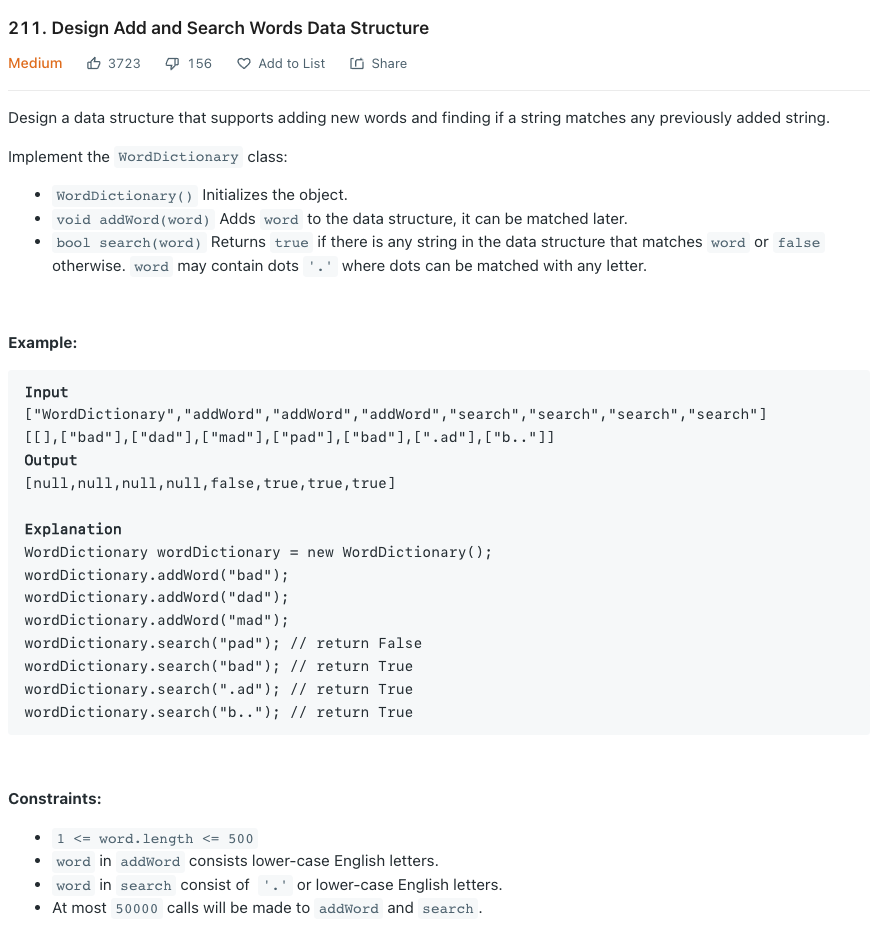 211. Design Add and Search Words Data Structure
Medium 3723 156 Add to List Share
Design a data structure that supports adding new words and finding if a string matches any previously added string.
Implement the WordDictionary class:
• WordDictionary() Initializes the object.
• void addWord(word) Adds word to the data structure, it can be matched later.
• bool search(word) Returns true if there is any string in the data structure that matches word or false
otherwise. word may contain dots '.' where dots can be matched with any letter.
Example:
Input
["WordDictionary","addWord","addWord","addWord","search","search","search","search"]
[[],["bad"],["dad"],["mad"],["pad"],["bad"],[".ad"],["b.."]]
Output
[null,null,null,null,false,true,true,true]
Explanation
WordDictionary wordDictionary = new WordDictionary();
wordDictionary.addWord("bad");
wordDictionary.addWord("dad");
wordDictionary.addWord("mad");
wordDictionary.search("pad"); // return False
wordDictionary.search("bad"); // return True
wordDictionary.search(".ad"); // return True
wordDictionary.search("b.."); // return True
Constraints:
• 1 <= word.length <= 500
• word in addWord consists lower-case English letters.
• word in search consist of '.' or lower-case English letters.
• At most 50000 calls will be made to addWord and search.